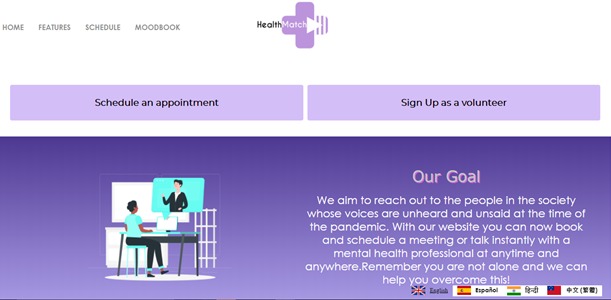 HOME FEATURES SCHEDULE MOODBOOK
HealthMatch
Schedule an appointment
Sign Up as a volunteer
Our Goal
We aim to reach out to the people in the society
whose voices are unheard and unsaid at the time of
the pandemic. With our website you can now book
and schedule a meeting or talk instantly with a
mental health professional at anytime and
anywhere.Remember you are not alone and we can
help you overcome this!
English Español हिन्दी 中文 (繁體)